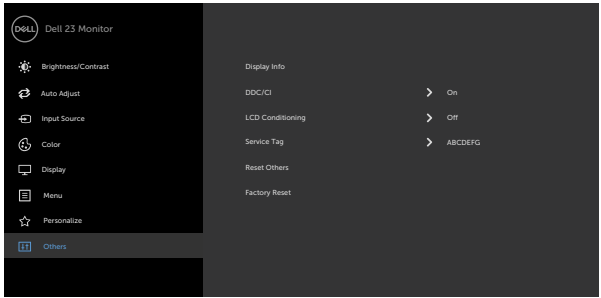 DELL Dell 23 Monitor
Brightness/Contrast
Auto Adjust
Input Source
Color
Display
Menu
Personalize
Others
Display Info
DDC/CI On
LCD Conditioning Off
Service Tag ABCDEFG
Reset Others
Factory Reset